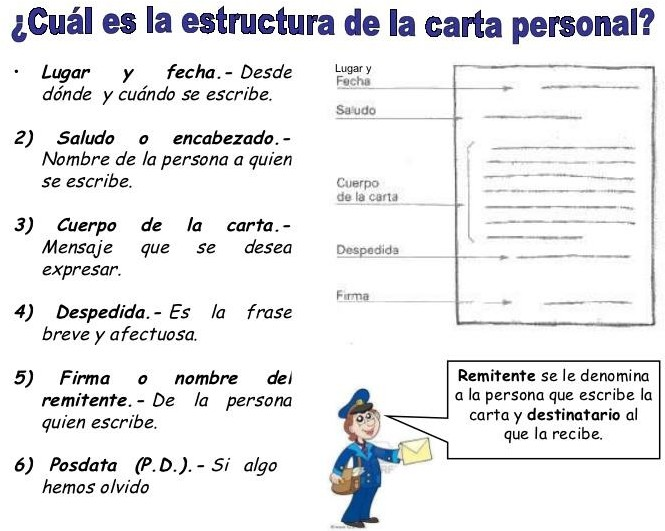 ¿Cuál es la estructura de la carta personal?
· Lugar y fecha.- Desde
dónde y cuándo se escribe.
2) Saludo o encabezado.-
Nombre de la persona a quien
se escribe.
3) Cuerpo de la carta.-
Mensaje que se desea
expresar.
4) Despedida.- Es la frase
breve y afectuosa.
5) Firma o nombre del
remitente.- De la persona
quien escribe.
6) Posdata (P.D.).- Si algo
hemos olvido
Lugar y
Fecha
Saludo
Cuerpo
de la carta
Despedida
Firma
Remitente se le denomina
a la persona que escribe la
carta y destinatario al
que la recibe.